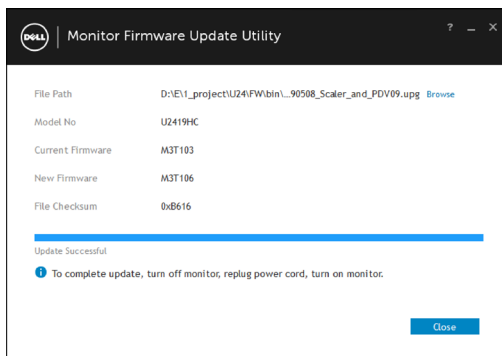 DELL
Monitor Firmware Update Utility
? _ X
File Path D:\E\1_project\U24\FW\bin\...90508_Scaler_and_PDV09.upg Browse
Model No U2419HC
Current Firmware M3T103
New Firmware M3T106
File Checksum 0xB616
Update Successful
To complete update, turn off monitor, replug power cord, turn on monitor.
Close